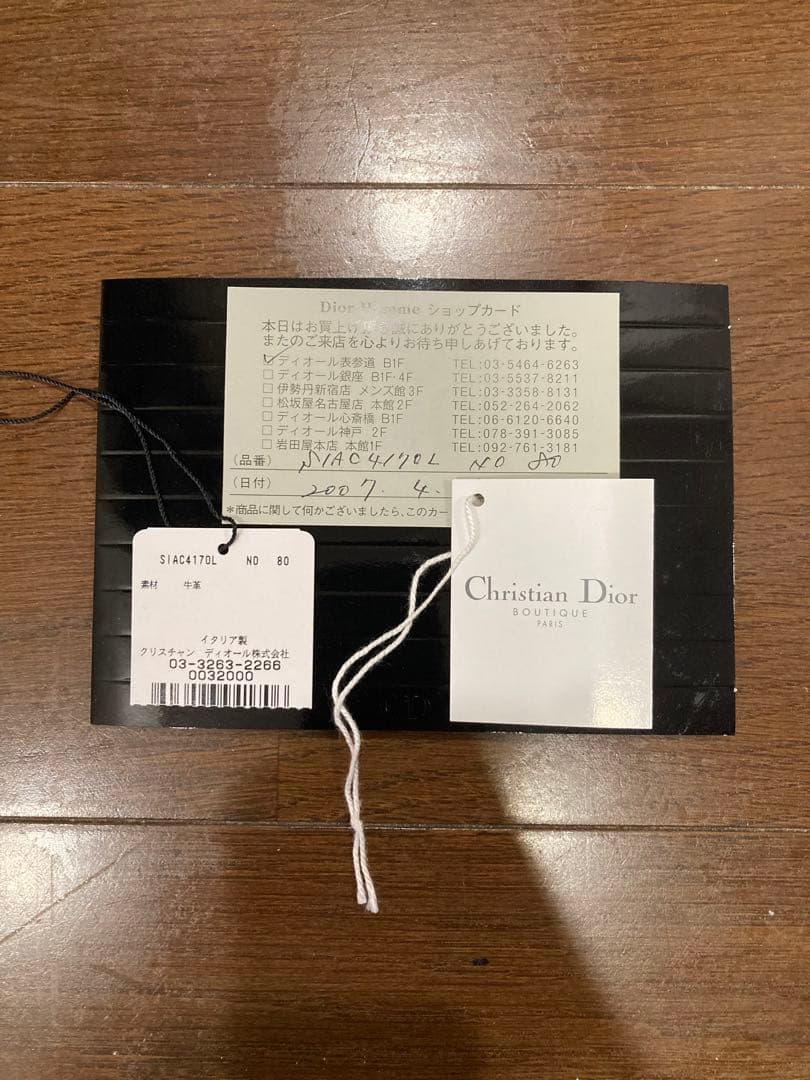 Dior Homme ショップカード
本日はお買上げ 誠にありがとうございました。
またのご来店を心よりお待ち申しあげております。
ディオール表参道 B1F TEL:03-5464-6263
□ディオール銀座 B1F・4F TEL:03-5537-8211
□伊勢丹新宿店 メンズ館3F TEL:03-3358-8131
□松坂屋名古屋店 本館2F TEL:052-264-2062
□ディオール心斎橋 B1F TEL:06-6120-6640
□ディオール神戸 2F TEL:078-391-3085
□岩田屋本店 本館1F TEL:092-761-3181
(品番) SIAC4170L ND 80
(日付) 2007. 4.
*商品に関して何かございましたら、このカー
SIAC4170L ND 80
素材 牛革
イタリア製
クリスチャン ディオール株式会社
03-3263-2266
0032000
Christian Dior
BOUTIQUE
PARIS
CD